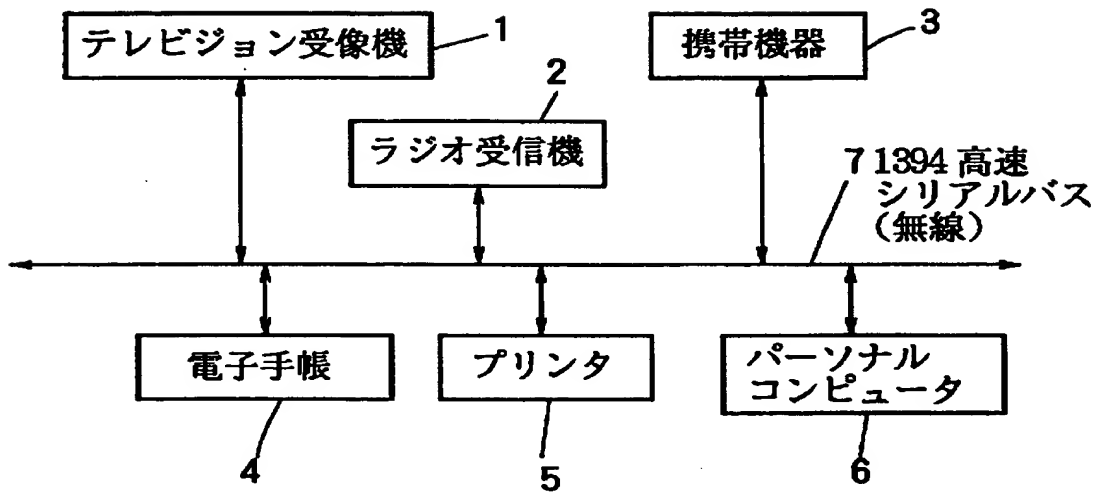 テレビジョン受像機
1
携帯機器
3
2
ラジオ受信機
7 1394 高速
シリアルバス
(無線)
電子手帳
プリンタ
パーソナル
コンピュータ
4
5
6